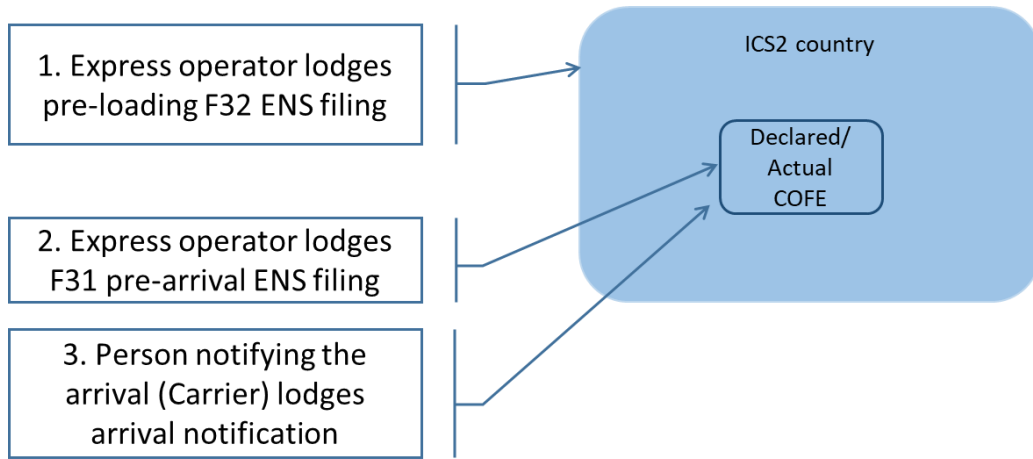 1. Express operator lodges
pre-loading F32 ENS filing
ICS2 country
Declared/
Actual
COFE
2. Express operator lodges
F31 pre-arrival ENS filing
3. Person notifying the
arrival (Carrier) lodges
arrival notification